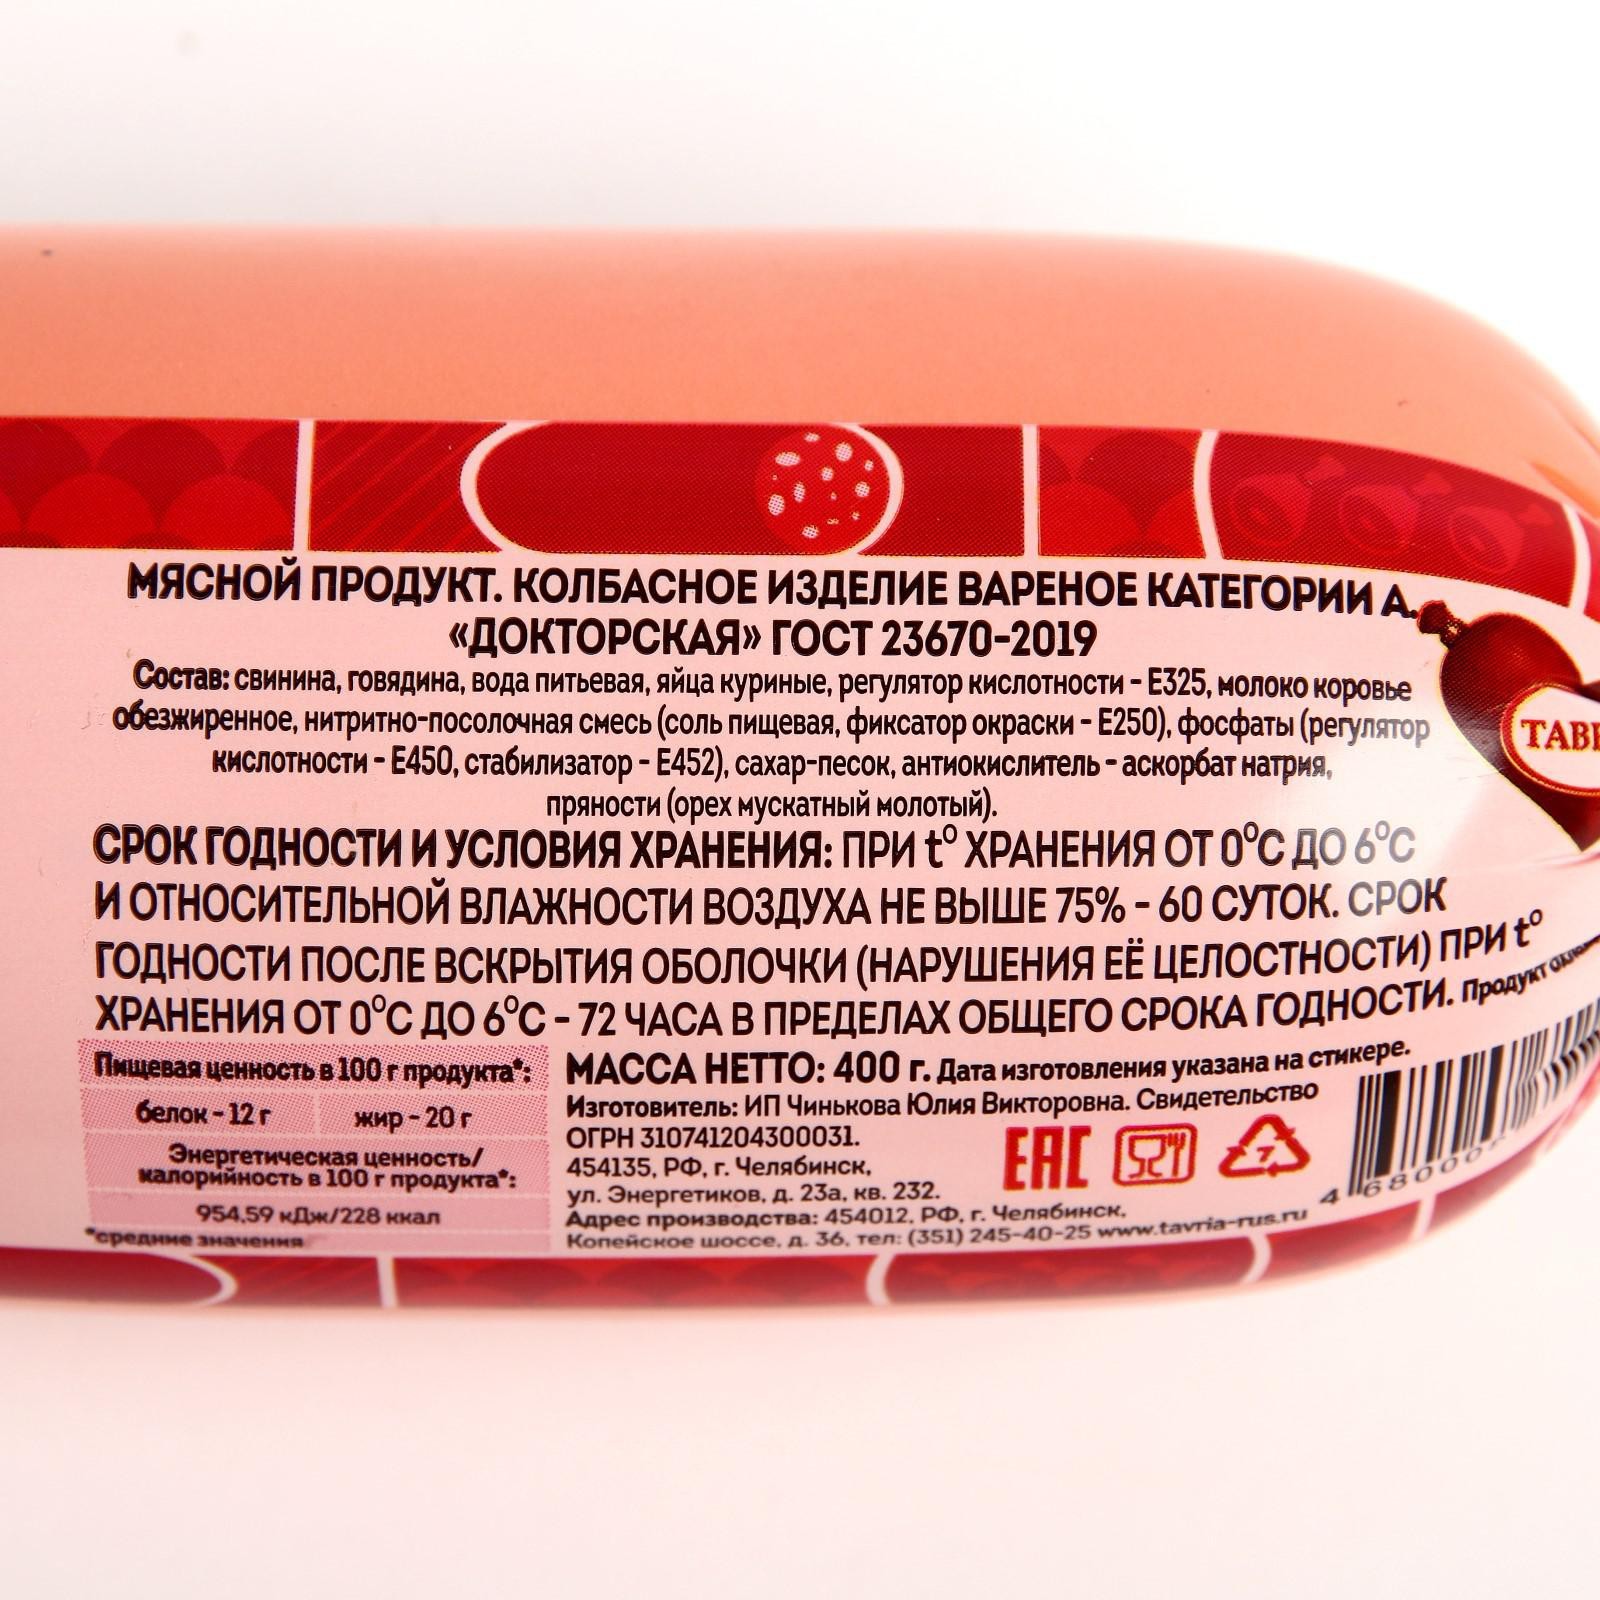 МЯСНОЙ ПРОДУКТ. КОЛБАСНОЕ ИЗДЕЛИЕ ВАРЕНОЕ КАТЕГОРИИ А.
«ДОКТОРСКАЯ» ГОСТ 23670-2019
Состав: свинина, говядина, вода питьевая, яйца куриные, регулятор кислотности - Е325, молоко коровье
обезжиренное, нитритно-посолочная смесь (соль пищевая, фиксатор окраски - Е250), фосфаты (регулятор
кислотности - Е450, стабилизатор - Е452), сахар-песок, антиокислитель - аскорбат натрия,
пряности (орех мускатный молотый).
СРОК ГОДНОСТИ И УСЛОВИЯ ХРАНЕНИЯ: ПРИ t° ХРАНЕНИЯ ОТ 0°С ДО 6°С
И ОТНОСИТЕЛЬНОЙ ВЛАЖНОСТИ ВОЗДУХА НЕ ВЫШЕ 75% - 60 СУТОК. СРОК
ГОДНОСТИ ПОСЛЕ ВСКРЫТИЯ ОБОЛОЧКИ (НАРУШЕНИЯ ЕЁ ЦЕЛОСТНОСТИ) ПРИ t°
ХРАНЕНИЯ ОТ 0°С ДО 6°С - 72 ЧАСА В ПРЕДЕЛАХ ОБЩЕГО СРОКА ГОДНОСТИ. Продукт
Пищевая ценность в 100 г продукта*:
белок - 12 г жир - 20 г
Энергетическая ценность/
калорийность в 100 г продукта*:
954,59 кДж/228 ккал
*средние значения
МАССА НЕТТО: 400 г. Дата изготовления указана на стикере.
Изготовитель: ИП Чинькова Юлия Викторовна. Свидетельство
ОГРН 310741204300031.
454135, РФ, г. Челябинск,
ул. Энергетиков, д. 23а, кв. 232.
Адрес производства: 454012, РФ, г. Челябинск,
Копейское шоссе, д. 36, тел: (351) 245-40-25 www.tavria-rus.ru
ЕАС
7
4 68000
ТАВР